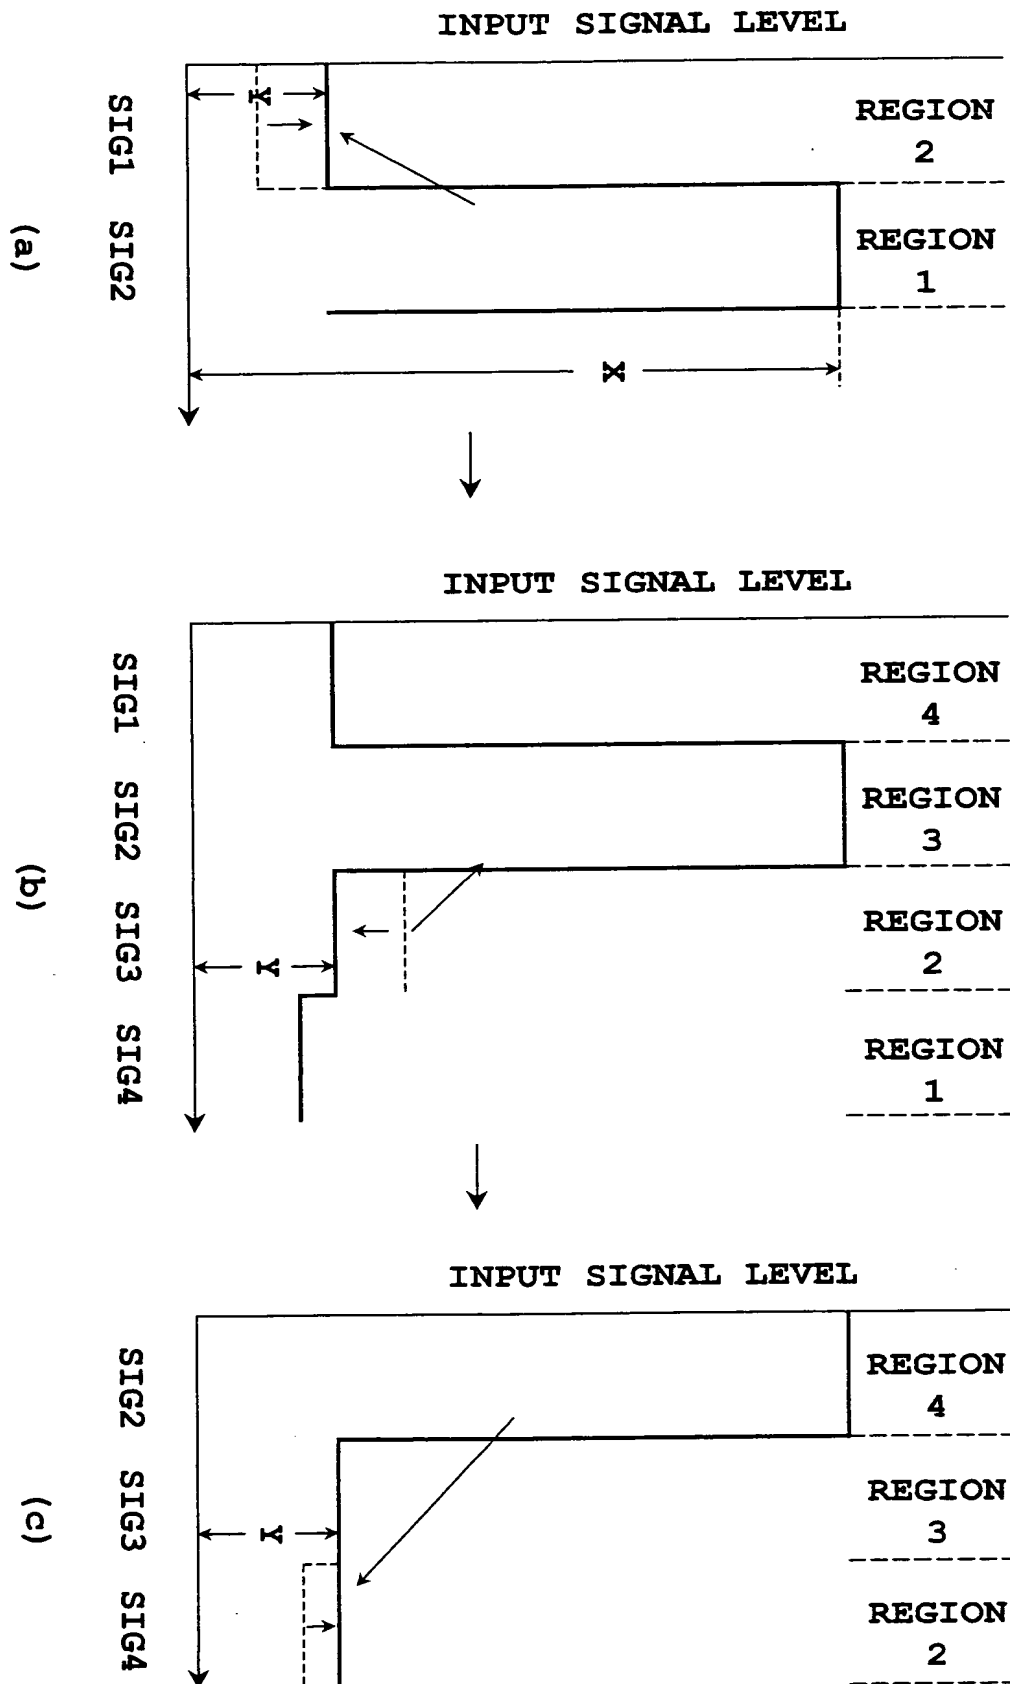 INPUT SIGNAL LEVEL
REGION
2
REGION
1
Y
X
SIG1
SIG2
(a)
INPUT SIGNAL LEVEL
REGION
4
REGION
3
REGION
2
REGION
1
Y
SIG1
SIG2
SIG3
SIG4
(b)
INPUT SIGNAL LEVEL
REGION
4
REGION
3
REGION
2
Y
SIG2
SIG3
SIG4
(c)